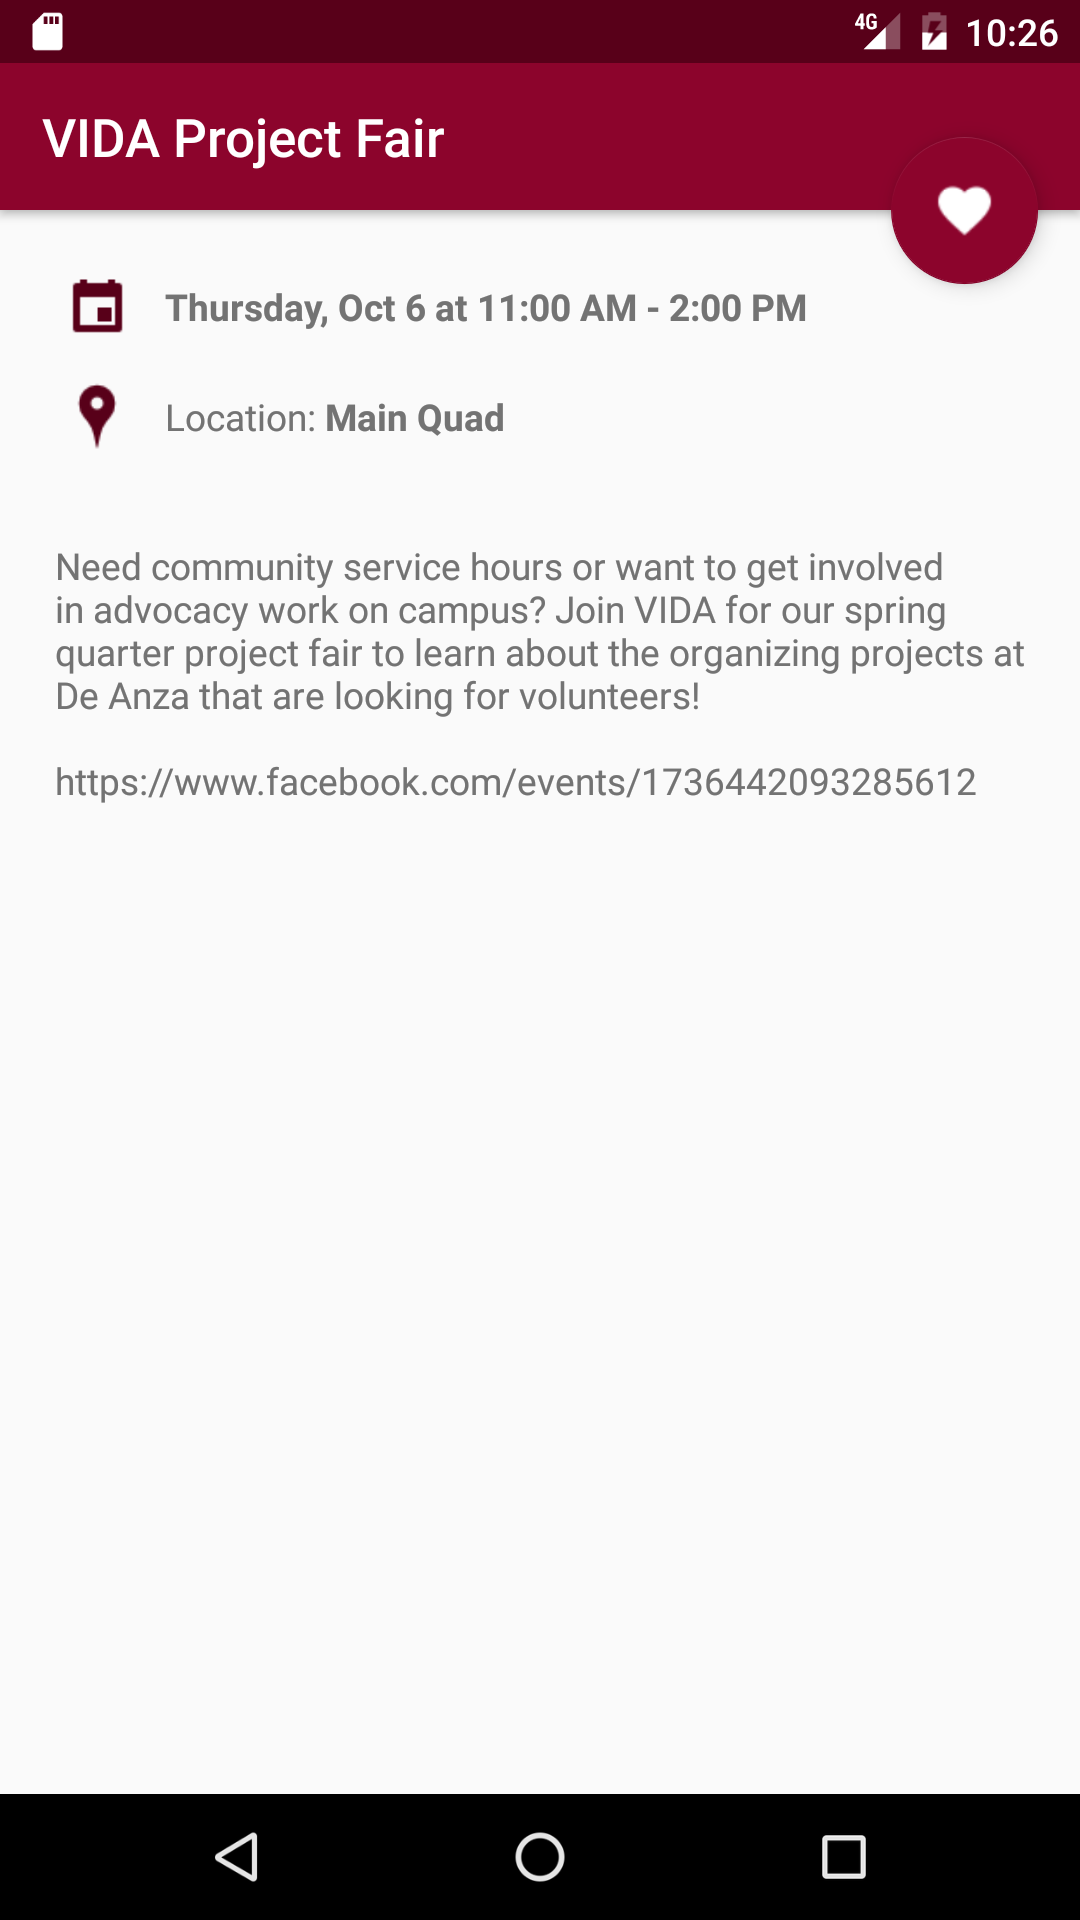 4G 10:26
VIDA Project Fair
Thursday, Oct 6 at 11:00 AM - 2:00 PM
Location: Main Quad
Need community service hours or want to get involved
in advocacy work on campus? Join VIDA for our spring
quarter project fair to learn about the organizing projects at
De Anza that are looking for volunteers!
https://www.facebook.com/events/1736442093285612